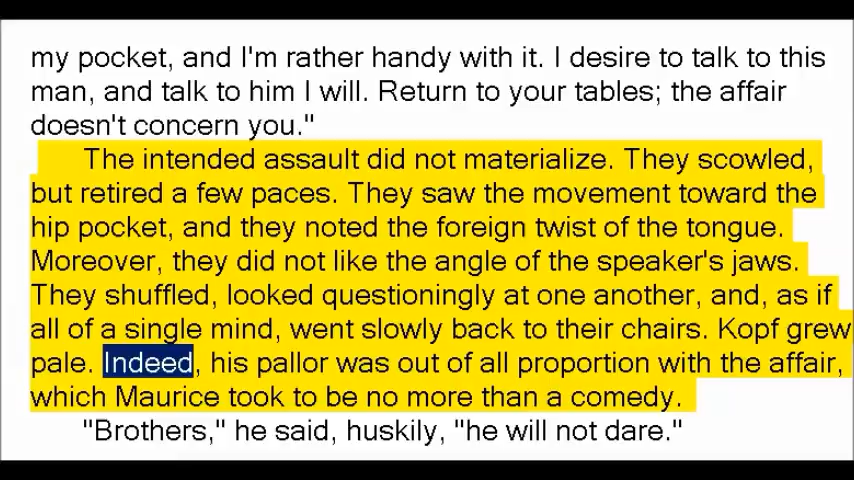 my pocket, and I'm rather handy with it. I desire to talk to this
man, and talk to him I will. Return to your tables; the affair
doesn't concern you."
The intended assault did not materialize. They scowled,
but retired a few paces. They saw the movement toward the
hip pocket, and they noted the foreign twist of the tongue.
Moreover, they did not like the angle of the speaker's jaws.
They shuffled, looked questioningly at one another, and, as if
all of a single mind, went slowly back to their chairs. Kopf grew
pale. Indeed, his pallor was out of all proportion with the affair,
which Maurice took to be no more than a comedy.
"Brothers," he said, huskily, "he will not dare."